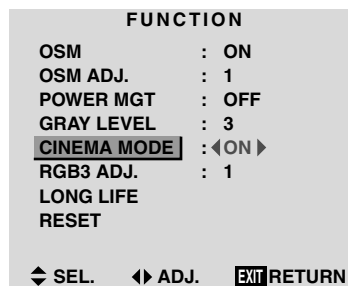 FUNCTION
OSM : ON
OSM ADJ. : 1
POWER MGT : OFF
GRAY LEVEL : 3
CINEMA MODE : ON
RGB3 ADJ. : 1
LONG LIFE
RESET
SEL. ADJ. EXIT RETURN